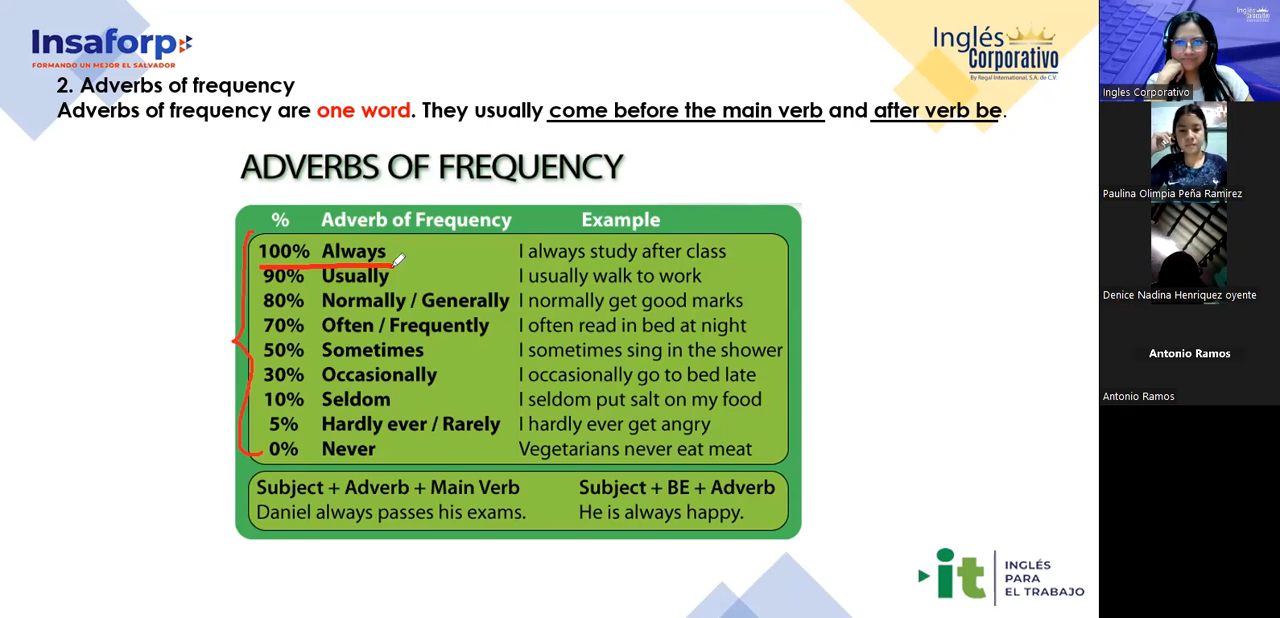 Insaforp
FORMANDO UN MEJOR EL SALVADOR
Inglés
Corporativo
By Regal International, S.A. de C.V.
2. Adverbs of frequency
Adverbs of frequency are one word. They usually come before the main verb and after verb be.
ADVERBS OF FREQUENCY
% Adverb of Frequency Example
100% Always I always study after class
90% Usually I usually walk to work
80% Normally / Generally I normally get good marks
70% Often / Frequently I often read in bed at night
50% Sometimes I sometimes sing in the shower
30% Occasionally I occasionally go to bed late
10% Seldom I seldom put salt on my food
5% Hardly ever / Rarely I hardly ever get angry
0% Never Vegetarians never eat meat
Subject + Adverb + Main Verb Subject + BE + Adverb
Daniel always passes his exams. He is always happy.
it
INGLÉS
PARA
EL TRABAJO
Inglés
Corporativo
Ingles Corporativo
Paulina Olimpia Peña Ramirez
Denice Nadina Henriquez oyente
Antonio Ramos
Antonio Ramos